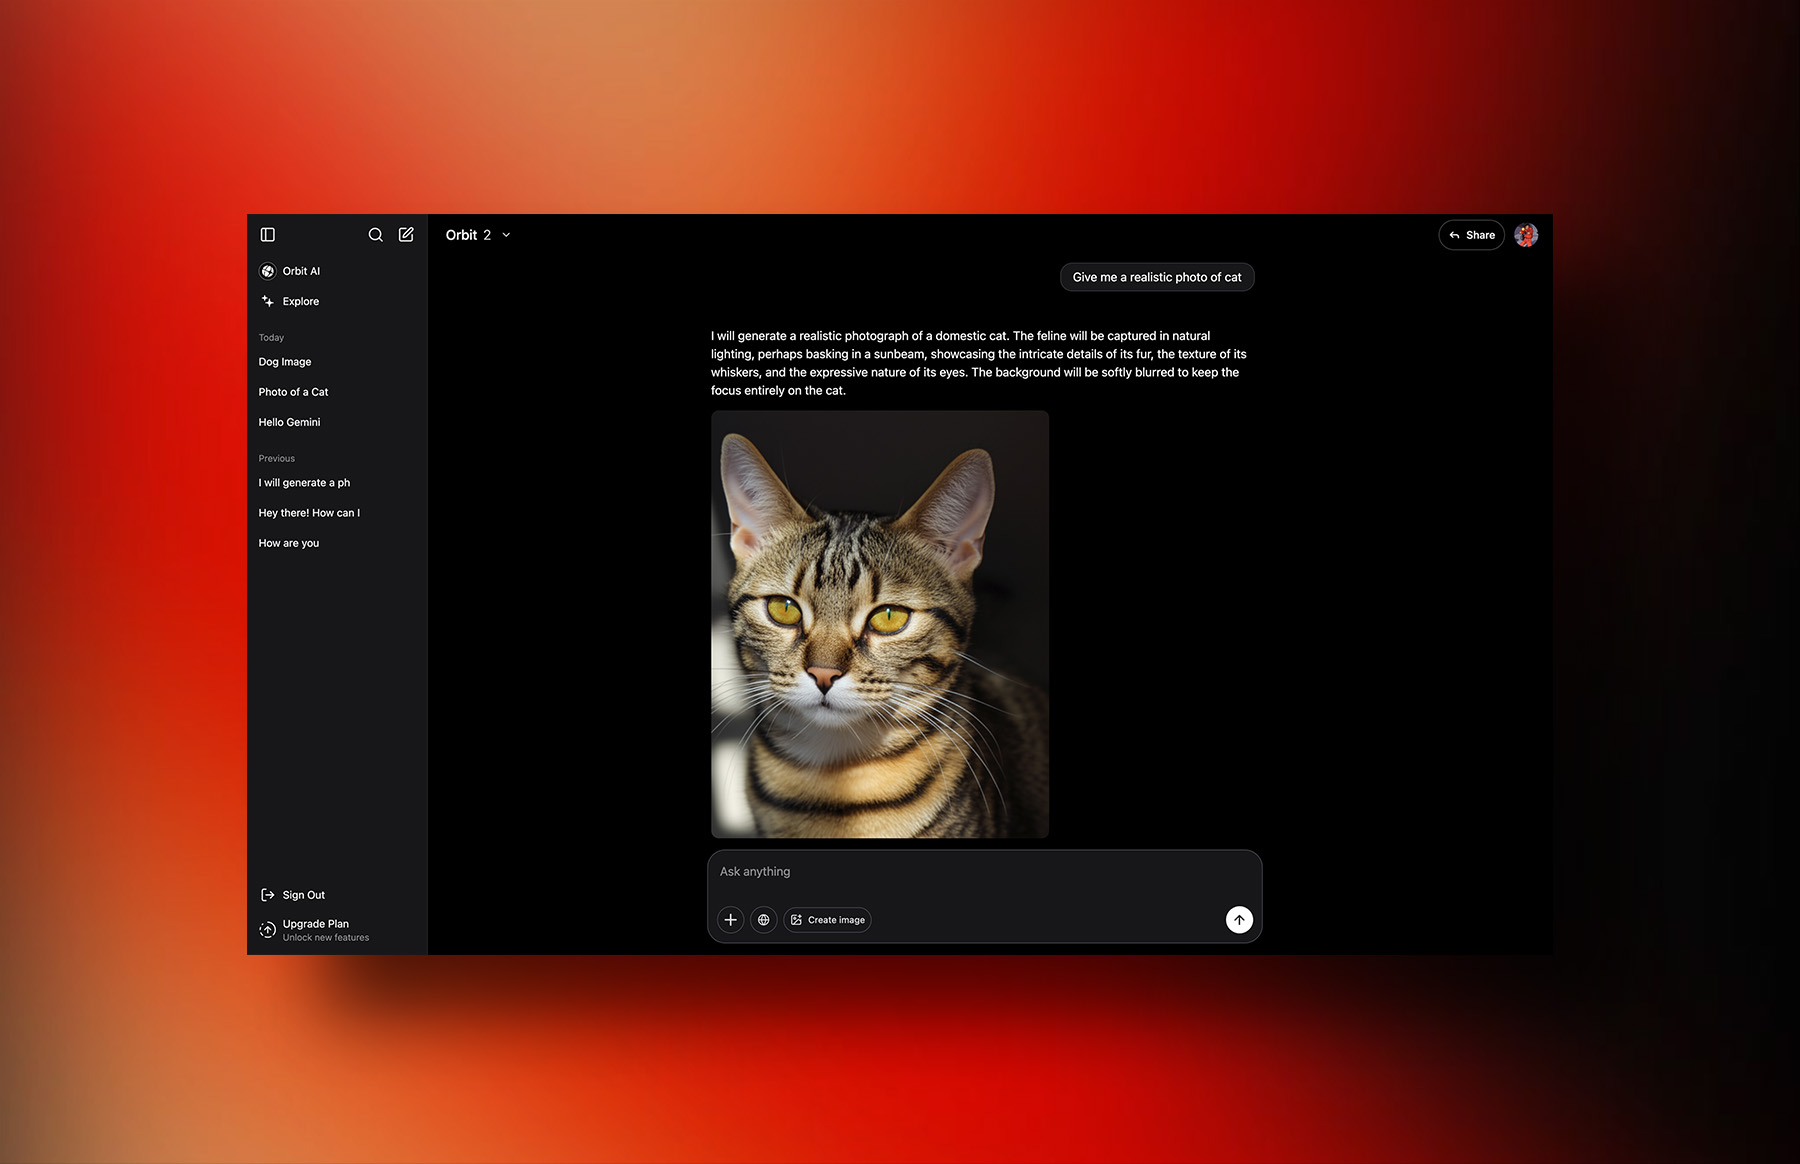 Orbit AI
Explore
Today
Dog Image
Photo of a Cat
Hello Gemini
Previous
I will generate a ph
Hey there! How can I
How are you
Sign Out
Upgrade Plan
Unlock new features
Orbit 2
Share
Give me a realistic photo of cat
I will generate a realistic photograph of a domestic cat. The feline will be captured in natural
lighting, perhaps basking in a sunbeam, showcasing the intricate details of its fur, the texture of its
whiskers, and the expressive nature of its eyes. The background will be softly blurred to keep the
focus entirely on the cat.
Ask anything
Create image